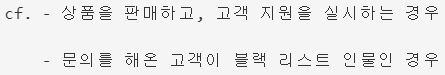 cf. - 상품을 판매하고, 고객 지원을 실시하는 경우
- 문의를 해온 고객이 블랙 리스트 인물인 경우